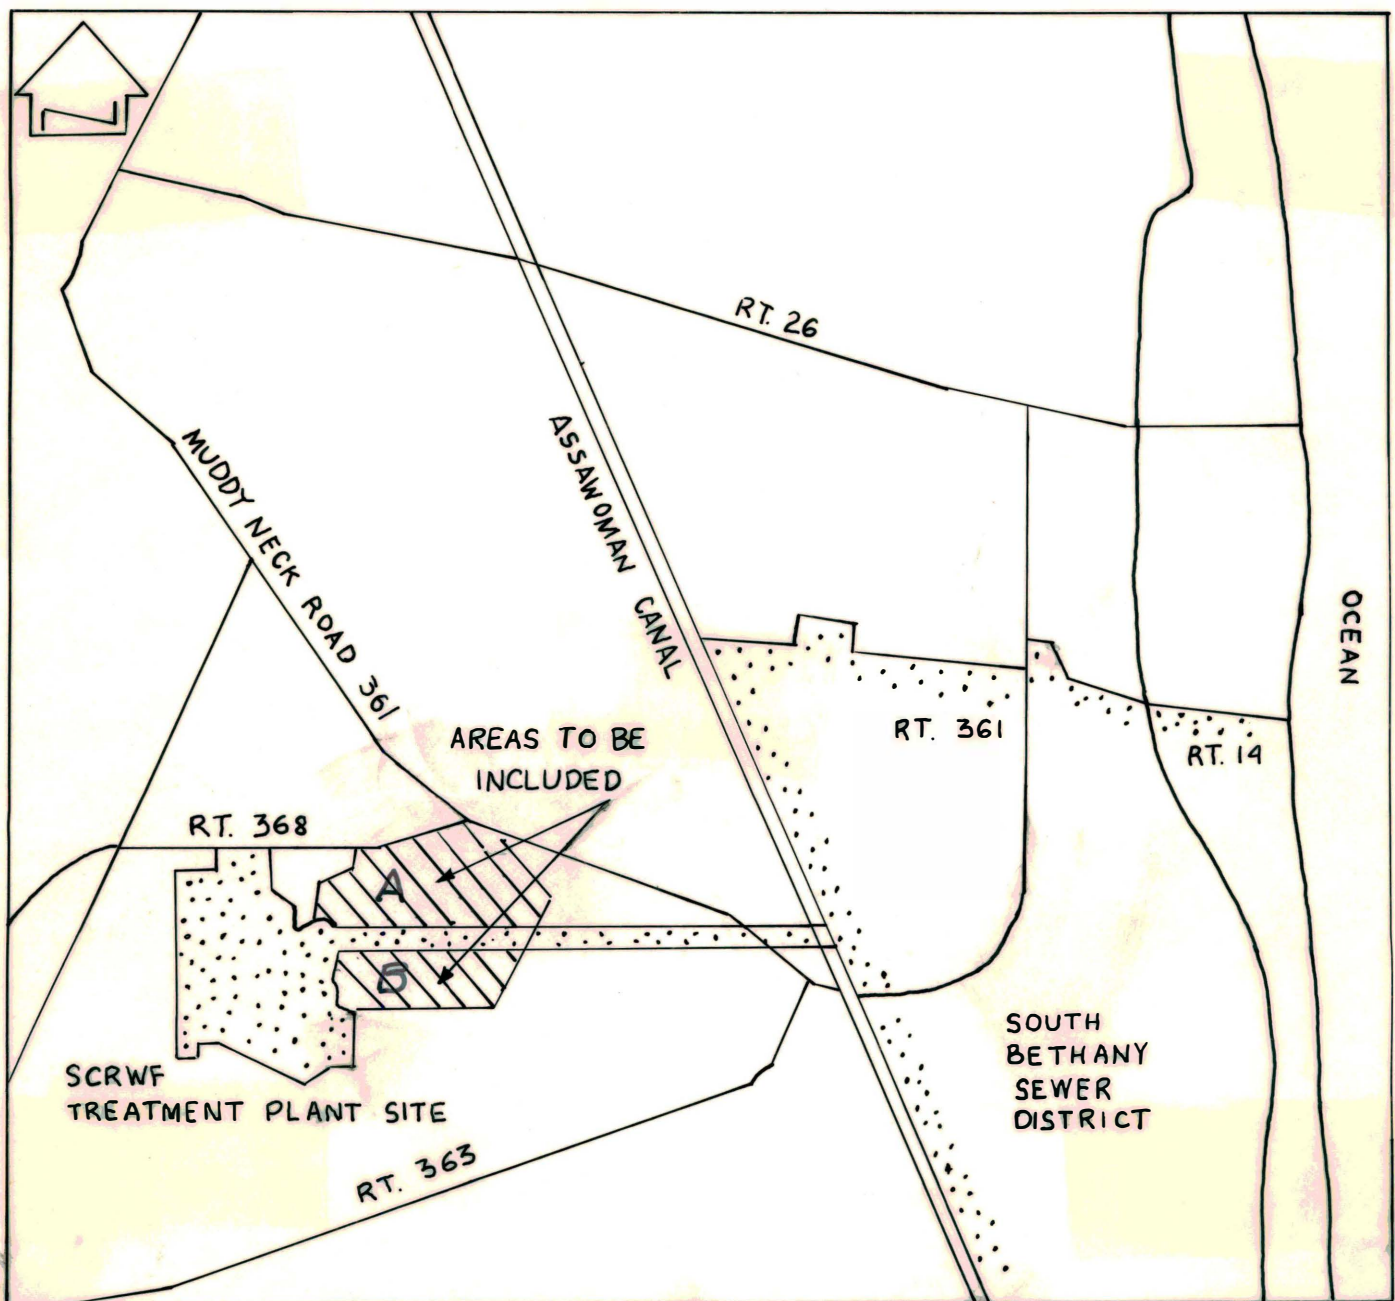 RT. 26
ASSAWOMAN CANAL
MUDDY NECK ROAD 361
OCEAN
RT. 361
RT. 14
AREAS TO BE
INCLUDED
RT. 368
A
B
SOUTH
BETHANY
SEWER
DISTRICT
SCRWF
TREATMENT PLANT SITE
RT. 363